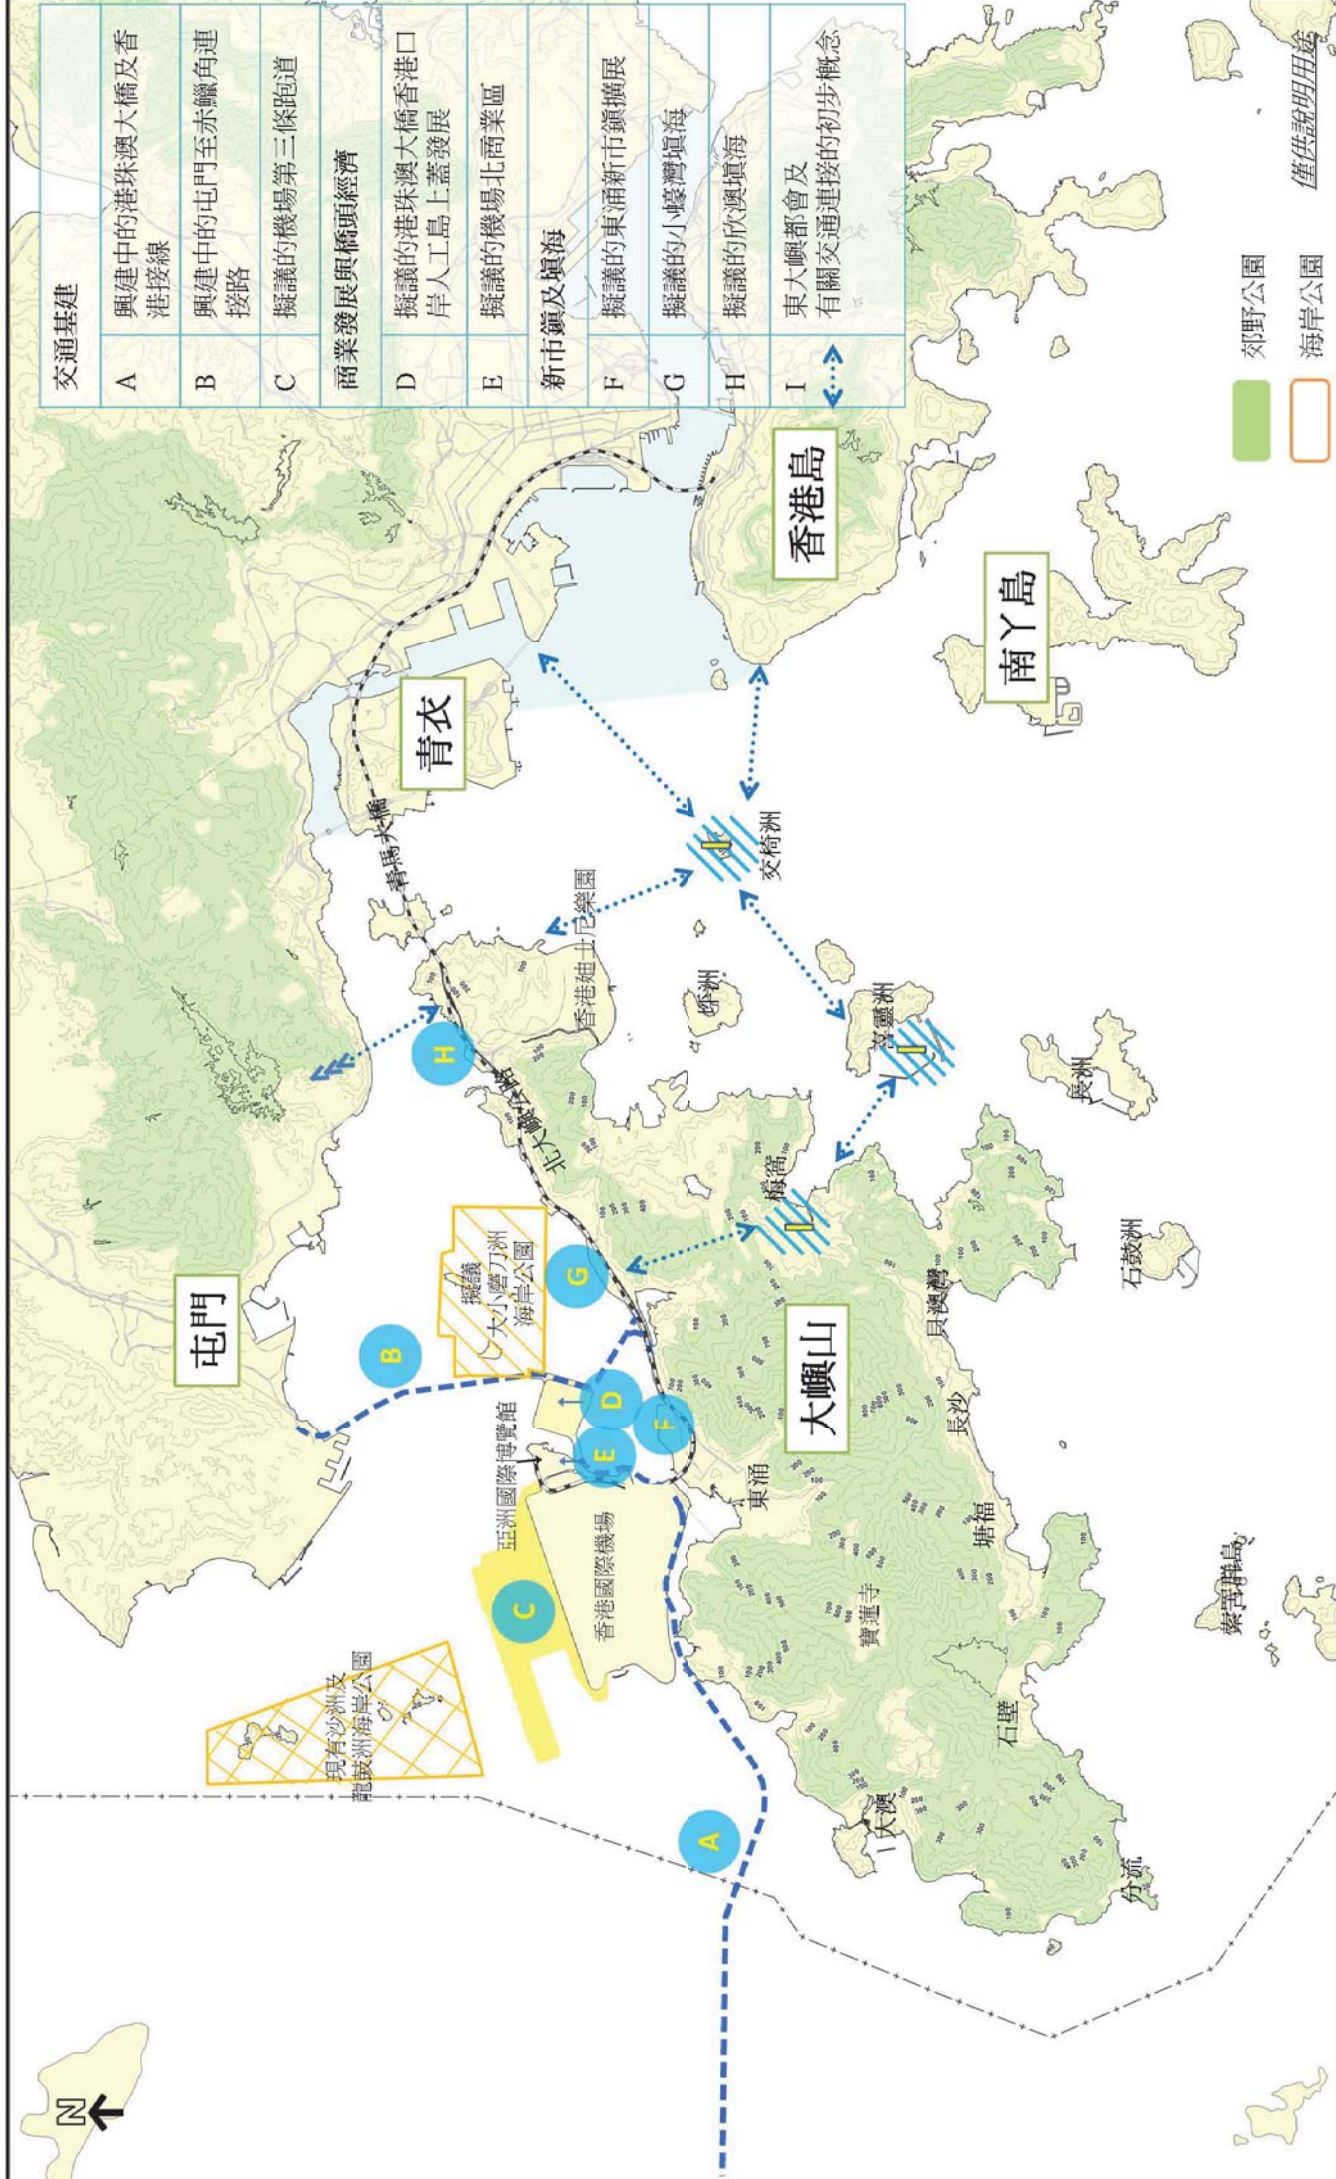 交通基建
A
興建中的港珠澳大橋及香
港接線
B
興建中的屯門至赤鱲角連
接路
C
擬議的機場第三條跑道
商業發展與橋頭經濟
D
擬議的港珠澳大橋香港口
岸人工島上蓋發展
E
擬議的機場北商業區
新市鎮及填海
F
擬議的東涌新市鎮擴展
G
擬議的小蠔灣填海
H
擬議的欣澳填海
I
東大嶼都會及
有關交通連接的初步概念
郊野公園
海岸公園
僅供說明用途
N
屯門
青衣
香港島
南丫島
大嶼山
現有沙洲及
龍鼓洲海岸公園
擬議
大小磨刀洲
海岸公園
亞洲國際博覽館
香港國際機場
青馬大橋
北大嶼公路
香港廸士尼樂園
交椅洲
坪洲
喜靈洲
長洲
梅窩
石鼓洲
貝澳灣
長沙
東涌
塘福
寶蓮寺
石壁
大澳
分流
索罟群島
A
B
C
D
E
F
G
H